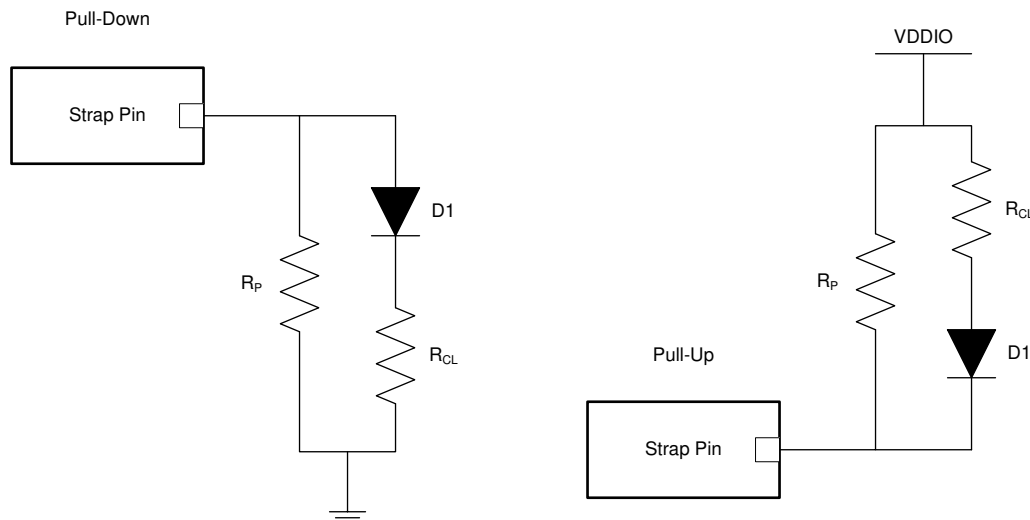 Pull-Down
Strap Pin
D1
RP
RCL
VDDIO
RCL
RP
D1
Pull-Up
Strap Pin